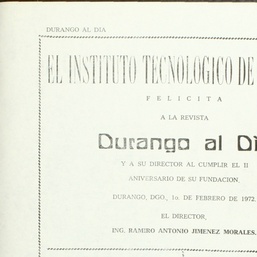 DURANGO AL DIA
EL INSTITUTO TECNOLOGICO DE
FELICITA
A LA REVISTA
Durango al Dí
Y A SU DIRECTOR AL CUMPLIR EL II
ANIVERSARIO DE SU FUNDACION
DURANGO, DGO., 1o DE FEBRERO DE 1972.
EL DIRECTOR,
ING. RAMIRO ANTONIO JIMENEZ MORALES.